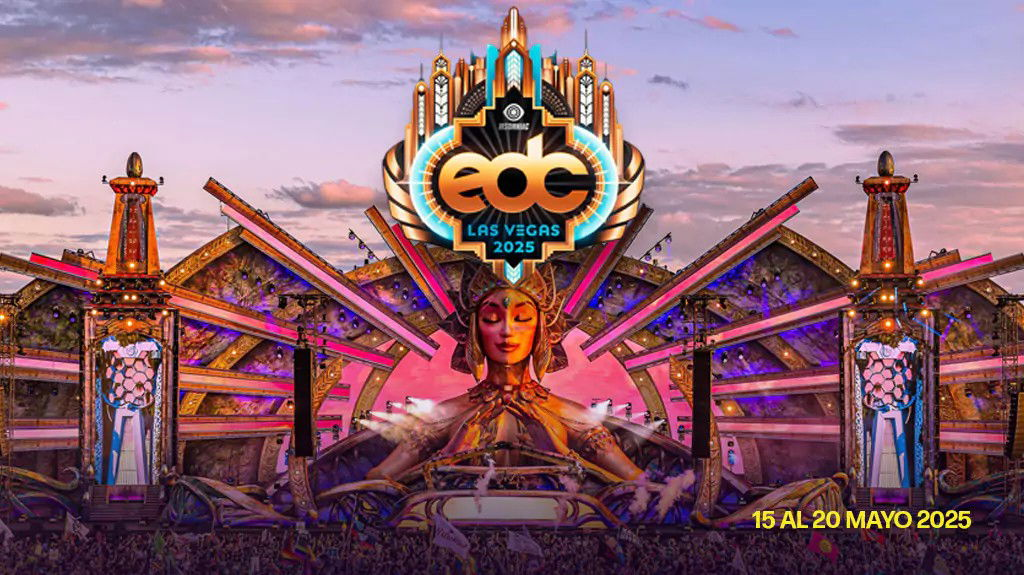 INSOMNIAC
edc
LAS VEGAS
2025
15 AL 20 MAYO 2025